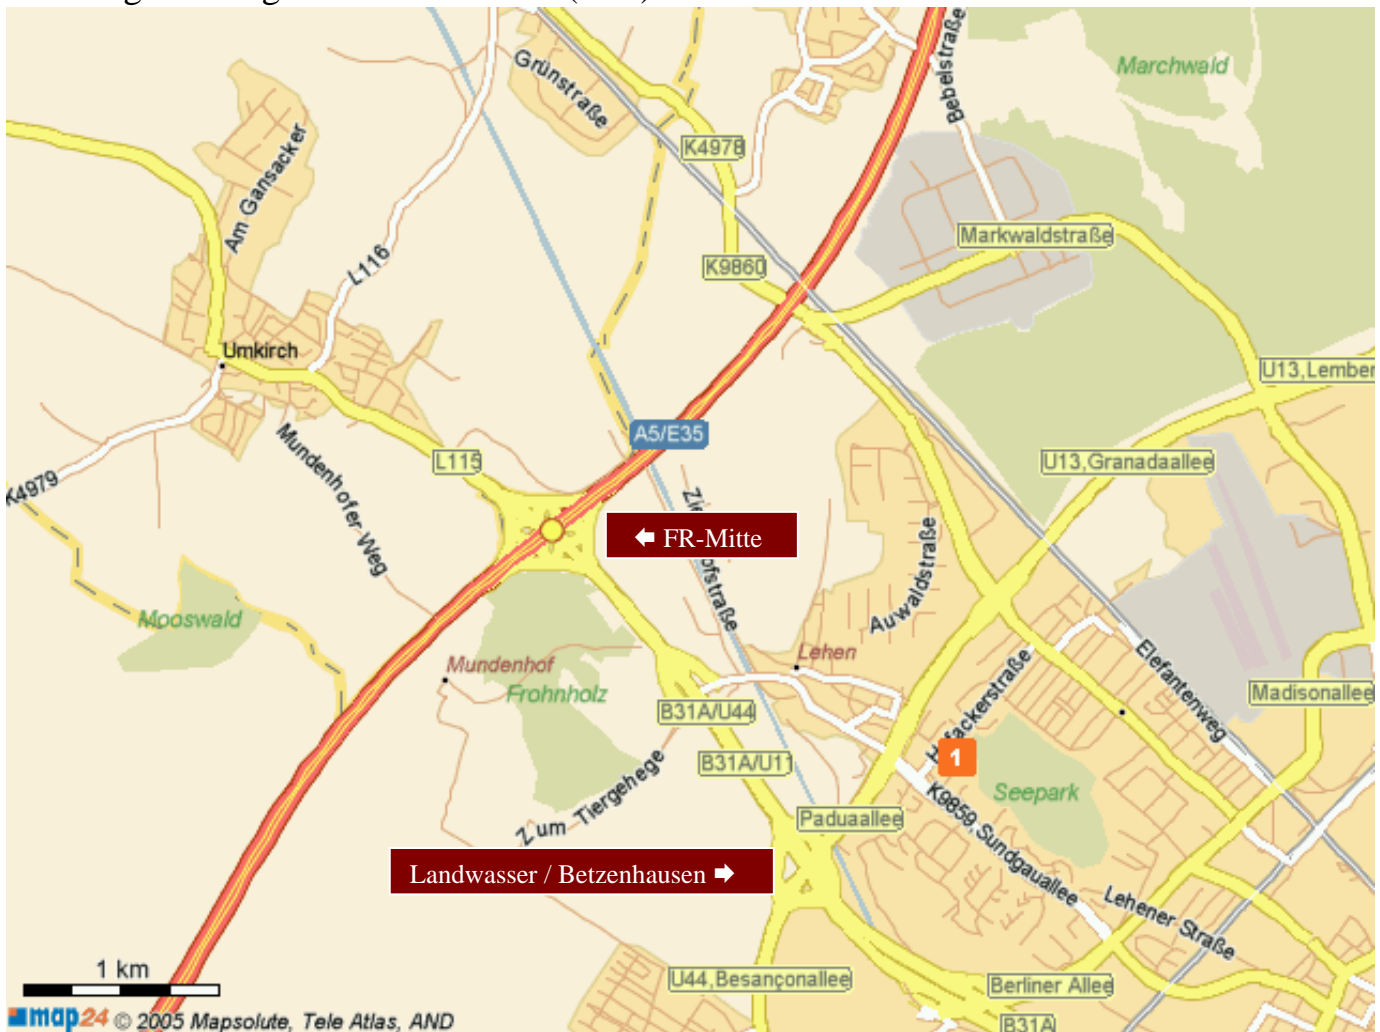 Grünstraße
Bebelstraße
Marchwald
K4978
Am Gansacker
Markwaldstraße
L116
K9860
Umkirch
U13,Lember
A5/E35
Mundenhofer Weg
L115
U13,Granadaallee
K4979
🡄 FR-Mitte
Auwaldstraße
Mooswald
Lehen
Elefantenweg
Mundenhof
Frohnholz
Madisonallee
B31A/U44
B31A/U11
1
Seepark
Zum Tiergehege
Paduaallee
K9859,Sundgauallee
Landwasser / Betzenhausen 🡆
Lehener Straße
1 km
U44,Besançonallee
Berliner Allee
map24 © 2005 Mapsolute, Tele Atlas, AND
B31A